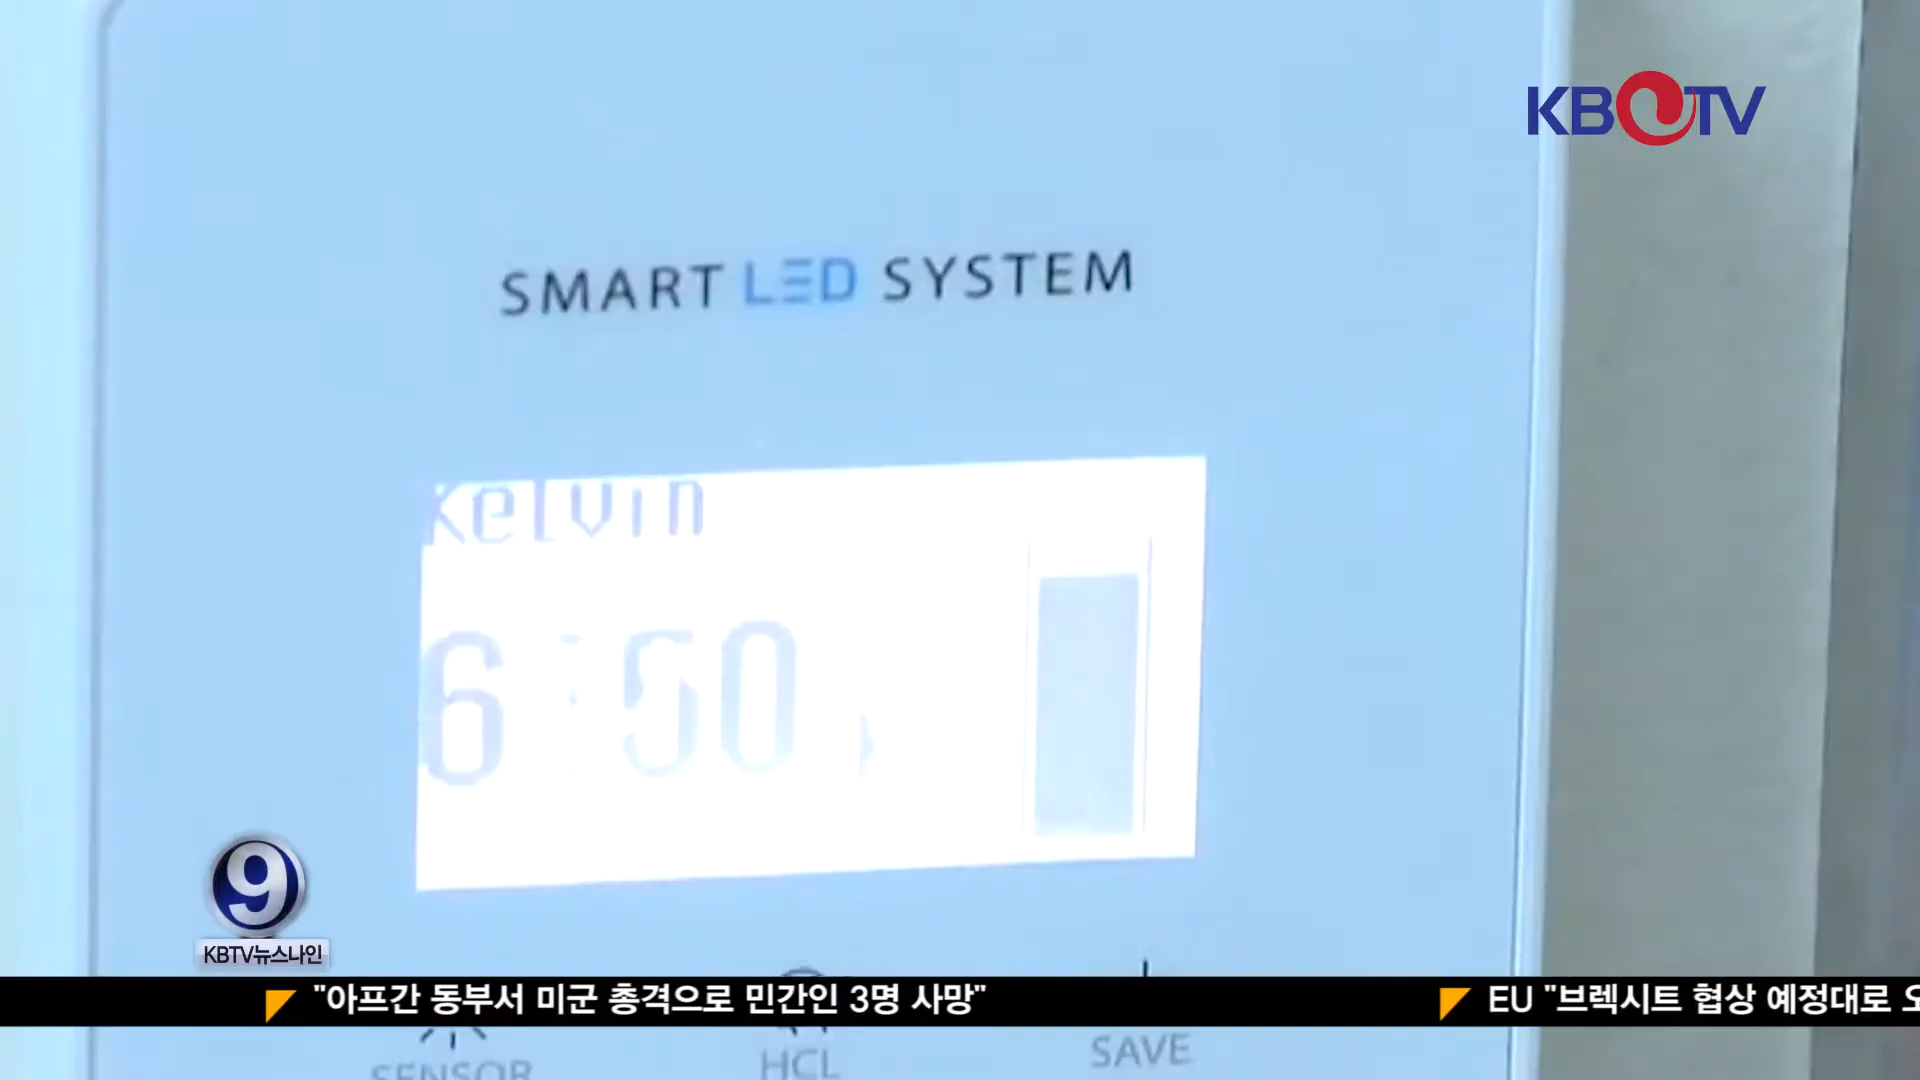 KBTV
SMART LED SYSTEM
Kelvin
9
KBTV뉴스나인
"아프간 동부서 미군 총격으로 민간인 3명 사망"
EU "브렉시트 협상 예정대로
SENSOR
HCL
SAVE